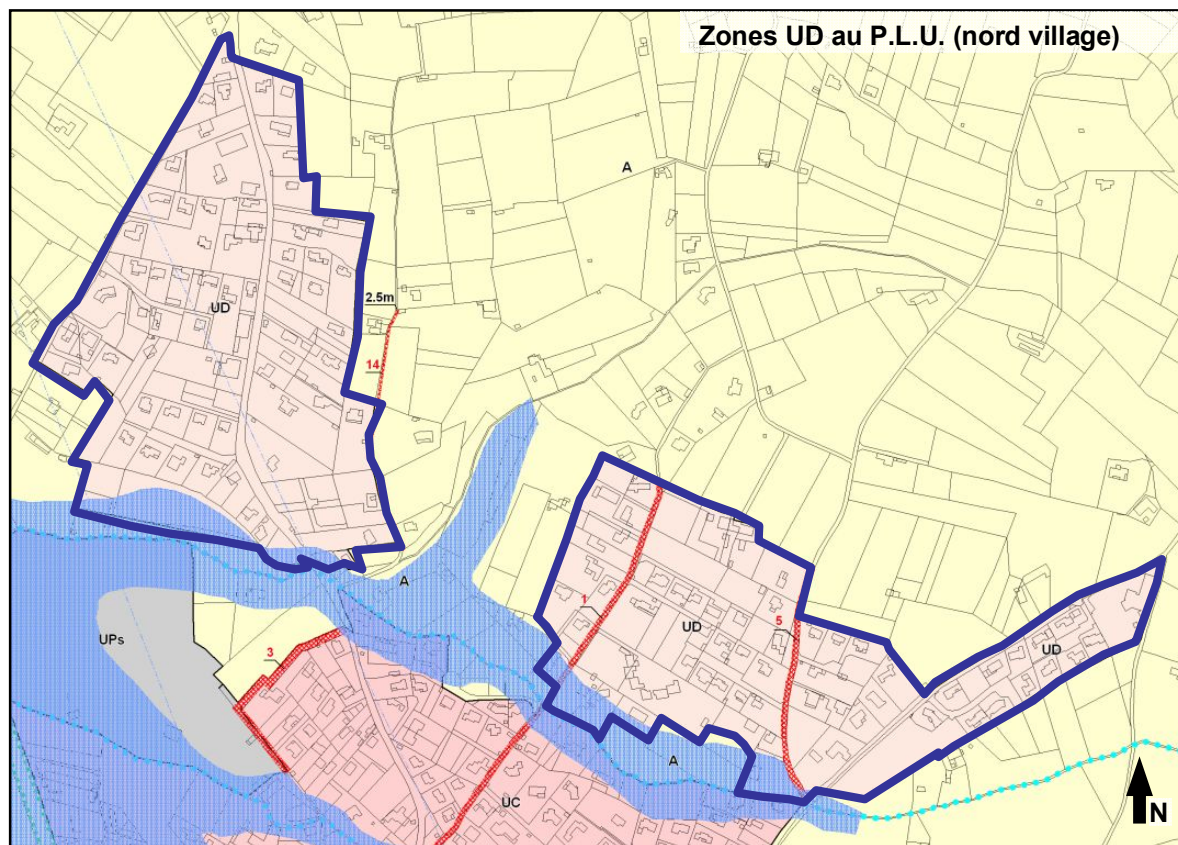 Zones UD au P.L.U. (nord village)
A
2.5m
UD
14
A
1
UD
5
UD
UPs
3
A
UC
N